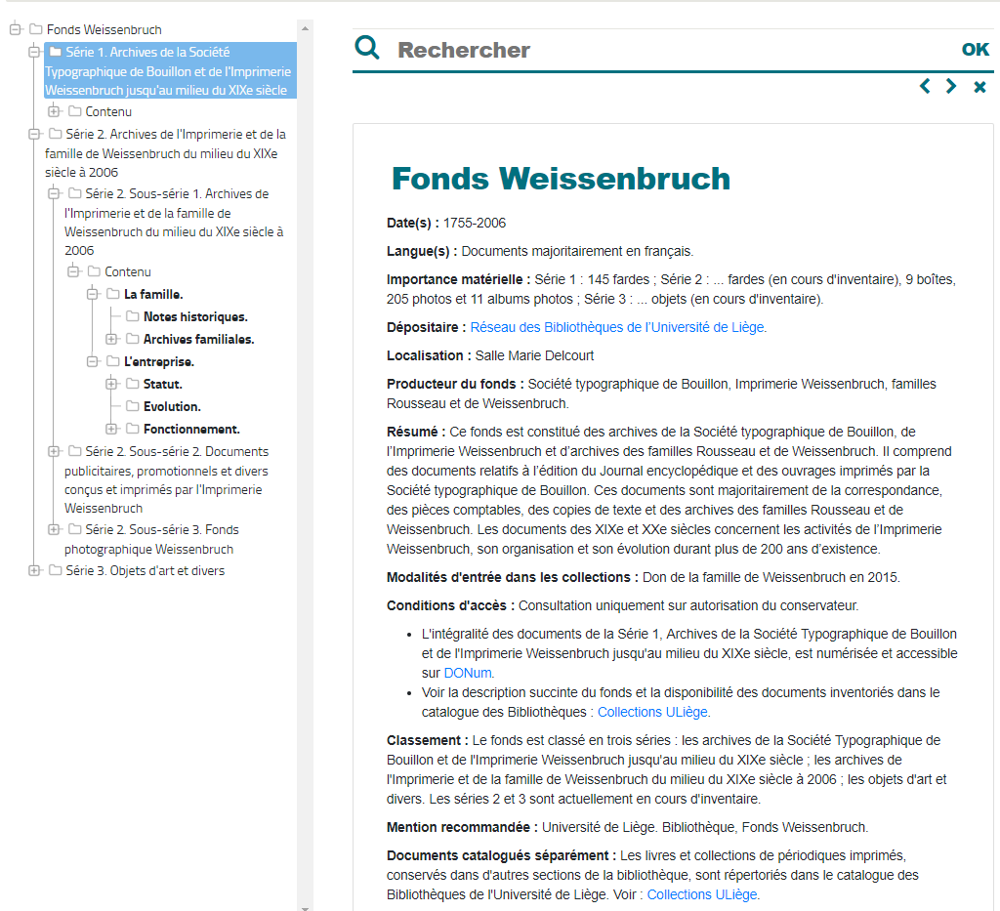 Fonds Weissenbruch
Série 1. Archives de la Société
Typographique de Bouillon et de l'Imprimerie
Weissenbruch jusqu'au milieu du XIXe siècle
Contenu
Série 2. Archives de l'Imprimerie et de la
famille de Weissenbruch du milieu du XIXe
siècle à 2006
Série 2. Sous-série 1. Archives de
l'Imprimerie et de la famille de
Weissenbruch du milieu du XIXe siècle à
2006
Contenu
La famille.
Notes historiques.
Archives familiales.
L'entreprise.
Statut.
Evolution.
Fonctionnement.
Série 2. Sous-série 2. Documents
publicitaires, promotionnels et divers
conçus et imprimés par l'Imprimerie
Weissenbruch
Série 2. Sous-série 3. Fonds
photographique Weissenbruch
Série 3. Objets d'art et divers
Rechercher
OK
Fonds Weissenbruch
Date(s) : 1755-2006
Langue(s) : Documents majoritairement en français.
Importance matérielle : Série 1 : 145 fardes ; Série 2 : ... fardes (en cours d'inventaire), 9 boîtes,
205 photos et 11 albums photos ; Série 3 : ... objets (en cours d'inventaire).
Dépositaire : Réseau des Bibliothèques de l’Université de Liège.
Localisation : Salle Marie Delcourt
Producteur du fonds : Société typographique de Bouillon, Imprimerie Weissenbruch, familles
Rousseau et de Weissenbruch.
Résumé : Ce fonds est constitué des archives de la Société typographique de Bouillon, de
l’Imprimerie Weissenbruch et d’archives des familles Rousseau et de Weissenbruch. Il comprend
des documents relatifs à l’édition du Journal encyclopédique et des ouvrages imprimés par la
Société typographique de Bouillon. Ces documents sont majoritairement de la correspondance,
des pièces comptables, des copies de texte et des archives des familles Rousseau et de
Weissenbruch. Les documents des XIXe et XXe siècles concernent les activités de l’Imprimerie
Weissenbruch, son organisation et son évolution durant plus de 200 ans d’existence.
Modalités d'entrée dans les collections : Don de la famille de Weissenbruch en 2015.
Conditions d'accès : Consultation uniquement sur autorisation du conservateur.
• L'intégralité des documents de la Série 1, Archives de la Société Typographique de Bouillon
et de l'Imprimerie Weissenbruch jusqu'au milieu du XIXe siècle, est numérisée et accessible
sur DONum.
• Voir la description succinte du fonds et la disponibilité des documents inventoriés dans le
catalogue des Bibliothèques : Collections ULiège.
Classement : Le fonds est classé en trois séries : les archives de la Société Typographique de
Bouillon et de l'Imprimerie Weissenbruch jusqu'au milieu du XIXe siècle ; les archives de
l'Imprimerie et de la famille de Weissenbruch du milieu du XIXe siècle à 2006 ; les objets d'art et
divers. Les séries 2 et 3 sont actuellement en cours d'inventaire.
Mention recommandée : Université de Liège. Bibliothèque, Fonds Weissenbruch.
Documents catalogués séparément : Les livres et collections de périodiques imprimés,
conservés dans d'autres sections de la bibliothèque, sont répertoriés dans le catalogue des
Bibliothèques de l'Université de Liège. Voir : Collections ULiège.